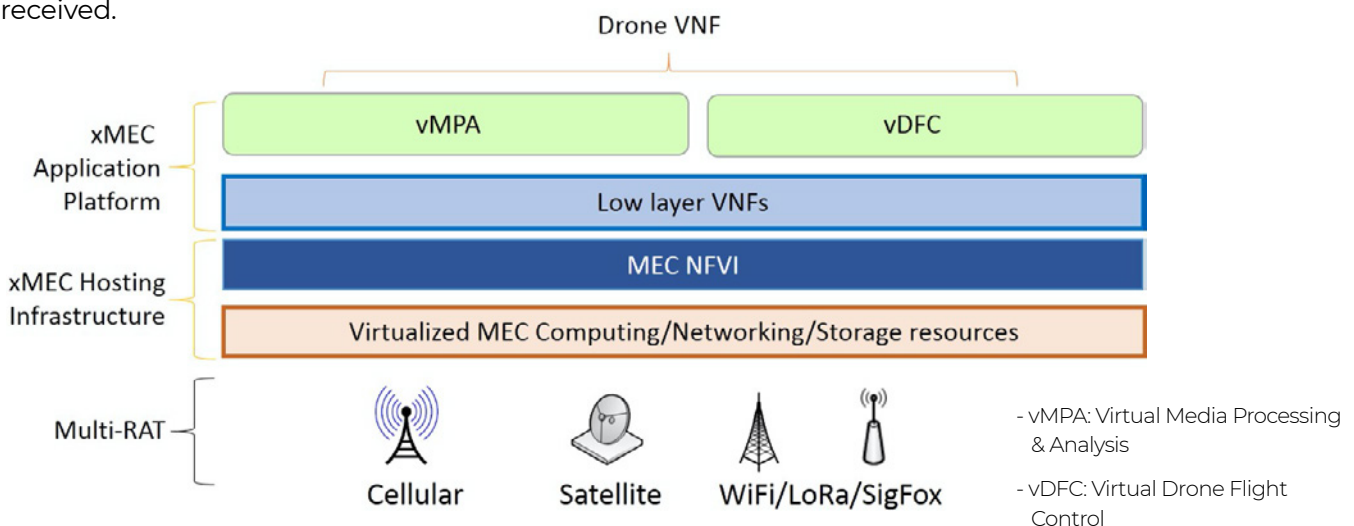 received.
Drone VNF
xMEC
Application
Platform
vMPA
vDFC
Low layer VNFs
xMEC Hosting
Infrastructure
MEC NFVI
Virtualized MEC Computing/Networking/Storage resources
Multi-RAT
Cellular
Satellite
WiFi/LoRa/SigFox
- vMPA: Virtual Media Processing
& Analysis
- vDFC: Virtual Drone Flight
Control